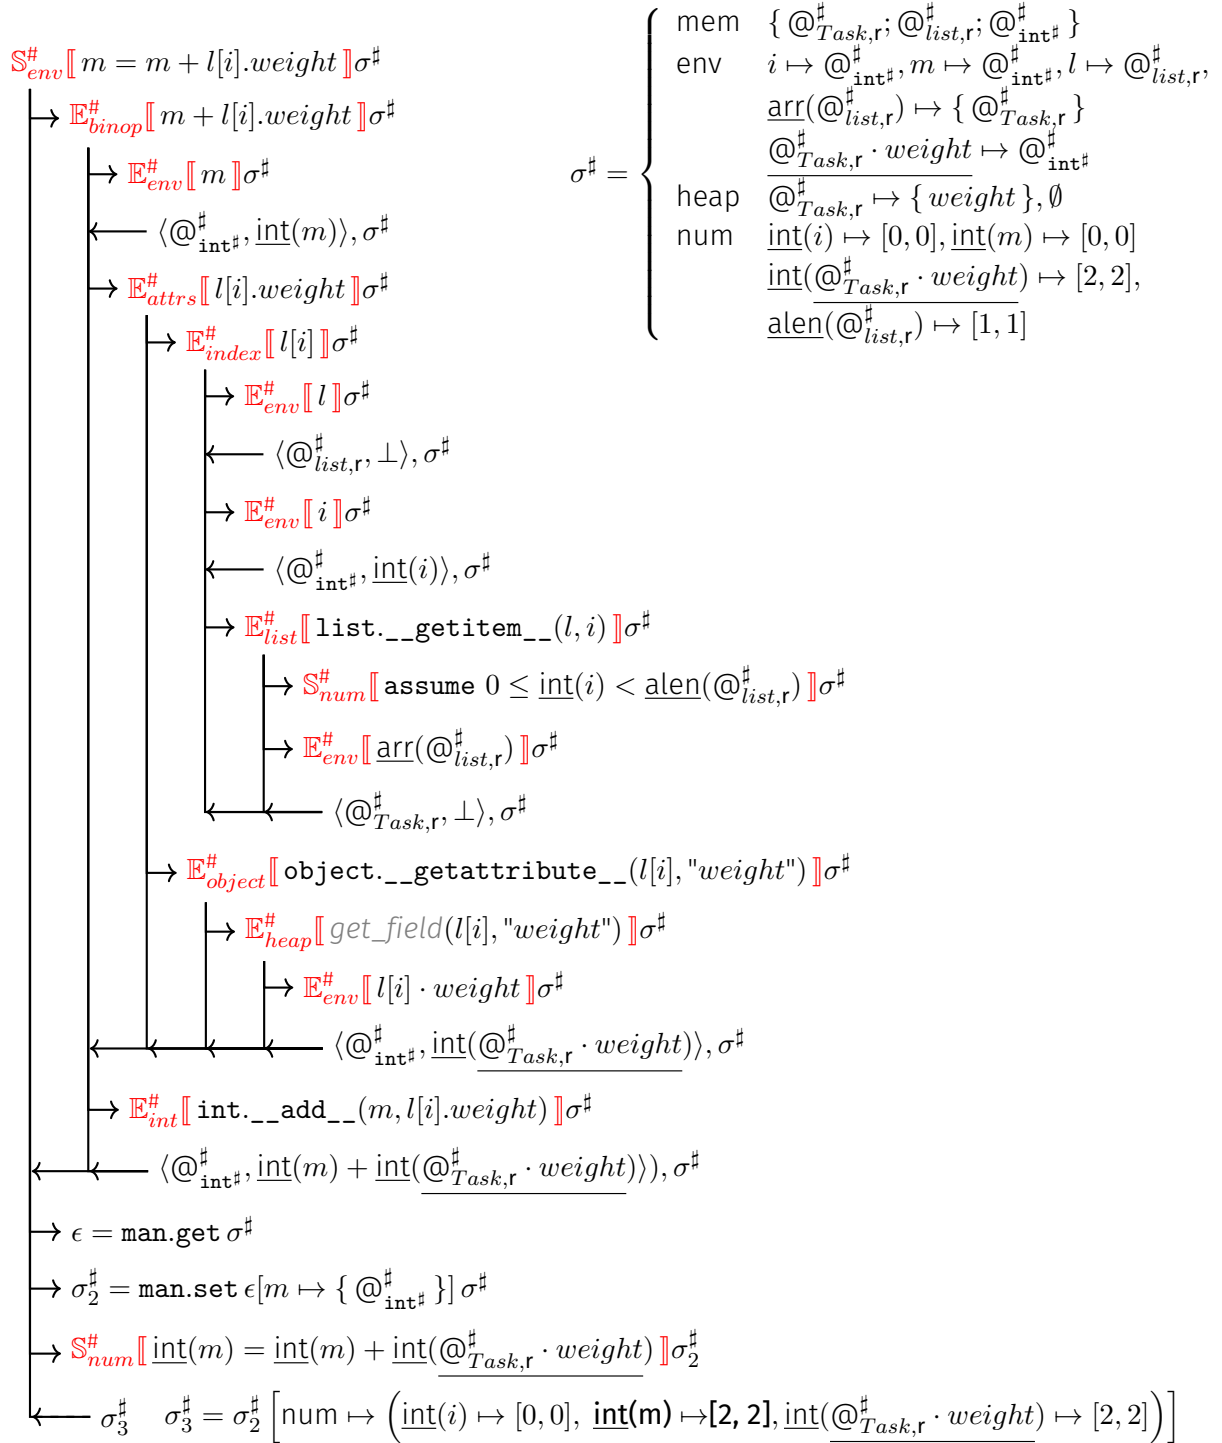 𝕊#env⟦ m = m + l[i].weight ⟧σ♯
→ 𝔼#binop⟦ m + l[i].weight ⟧σ♯
→ 𝔼#env⟦ m ⟧σ♯
← ⟨@♯int♯, int(m)⟩, σ♯
→ 𝔼#attrs⟦ l[i].weight ⟧σ♯
→ 𝔼#index⟦ l[i] ⟧σ♯
→ 𝔼#env⟦ l ⟧σ♯
← ⟨@♯list,r, ⊥⟩, σ♯
→ 𝔼#env⟦ i ⟧σ♯
← ⟨@♯int♯, int(i)⟩, σ♯
→ 𝔼#list⟦ list.__getitem__(l, i) ⟧σ♯
→ 𝕊#num⟦ assume 0 ≤ int(i) < alen(@♯list,r) ⟧σ♯
→ 𝔼#env⟦ arr(@♯list,r) ⟧σ♯
← ⟨@♯Task,r, ⊥⟩, σ♯
→ 𝔼#object⟦ object.__getattribute__(l[i], "weight") ⟧σ♯
→ 𝔼#heap⟦ get_field(l[i], "weight") ⟧σ♯
→ 𝔼#env⟦ l[i] · weight ⟧σ♯
← ⟨@♯int♯, int(@♯Task,r · weight)⟩, σ♯
→ 𝔼#int⟦ int.__add__(m, l[i].weight) ⟧σ♯
← ⟨@♯int♯, int(m) + int(@♯Task,r · weight)⟩), σ♯
→ ϵ = man.get σ♯
→ σ♯2 = man.set ϵ[m ↦ { @♯int♯ }] σ♯
→ 𝕊#num⟦ int(m) = int(m) + int(@♯Task,r · weight) ⟧σ♯2
← σ♯3 σ♯3 = σ♯2 [num ↦ (int(i) ↦ [0, 0], int(m) ↦[2, 2], int(@♯Task,r · weight) ↦ [2, 2])]
σ♯ = {
mem { @♯Task,r; @♯list,r; @♯int♯ }
env i ↦ @♯int♯, m ↦ @♯int♯, l ↦ @♯list,r,
arr(@♯list,r) ↦ { @♯Task,r }
@♯Task,r · weight ↦ @♯int♯
heap @♯Task,r ↦ { weight }, ∅
num int(i) ↦ [0, 0], int(m) ↦ [0, 0]
int(@♯Task,r · weight) ↦ [2, 2],
alen(@♯list,r) ↦ [1, 1]